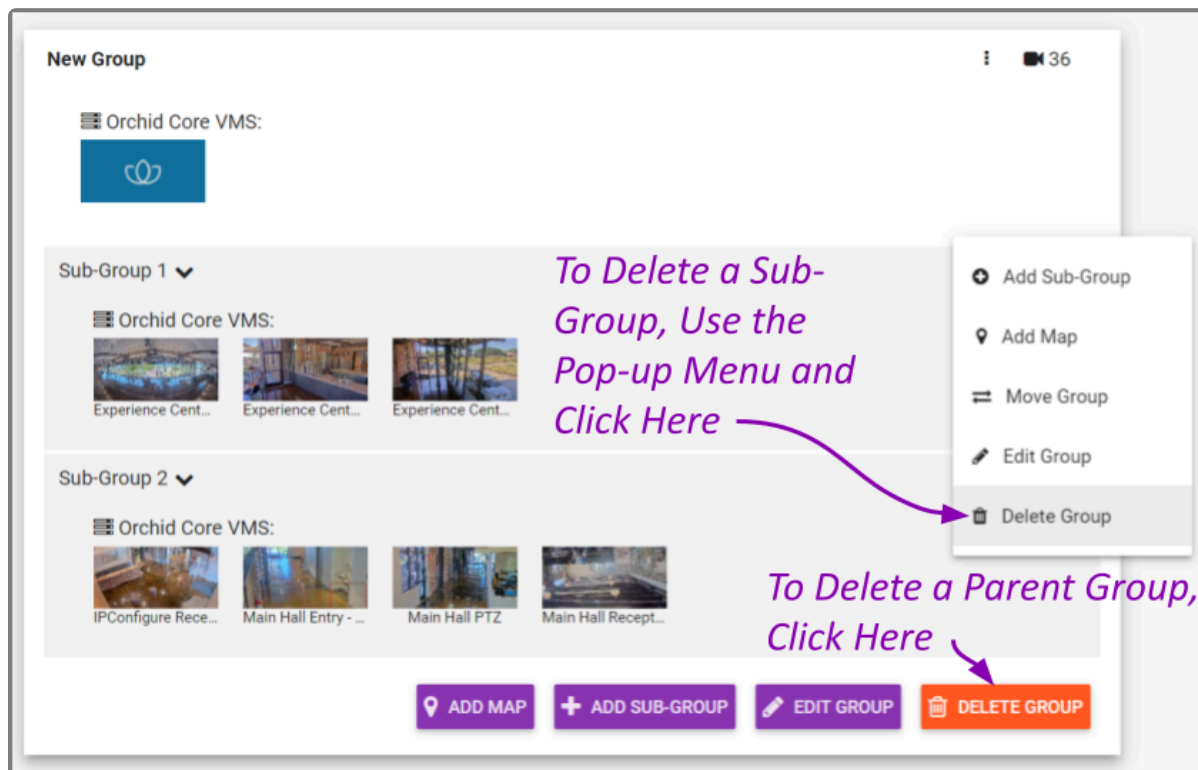 New Group
36
Orchid Core VMS:
Sub-Group 1
Orchid Core VMS:
Experience Cent...
Experience Cent...
Experience Cent...
To Delete a Sub-
Group, Use the
Pop-up Menu and
Click Here
Add Sub-Group
Add Map
Move Group
Edit Group
Delete Group
Sub-Group 2
Orchid Core VMS:
IPConfigure Rece...
Main Hall Entry - ...
Main Hall PTZ
Main Hall Recept...
To Delete a Parent Group,
Click Here
ADD MAP
ADD SUB-GROUP
EDIT GROUP
DELETE GROUP